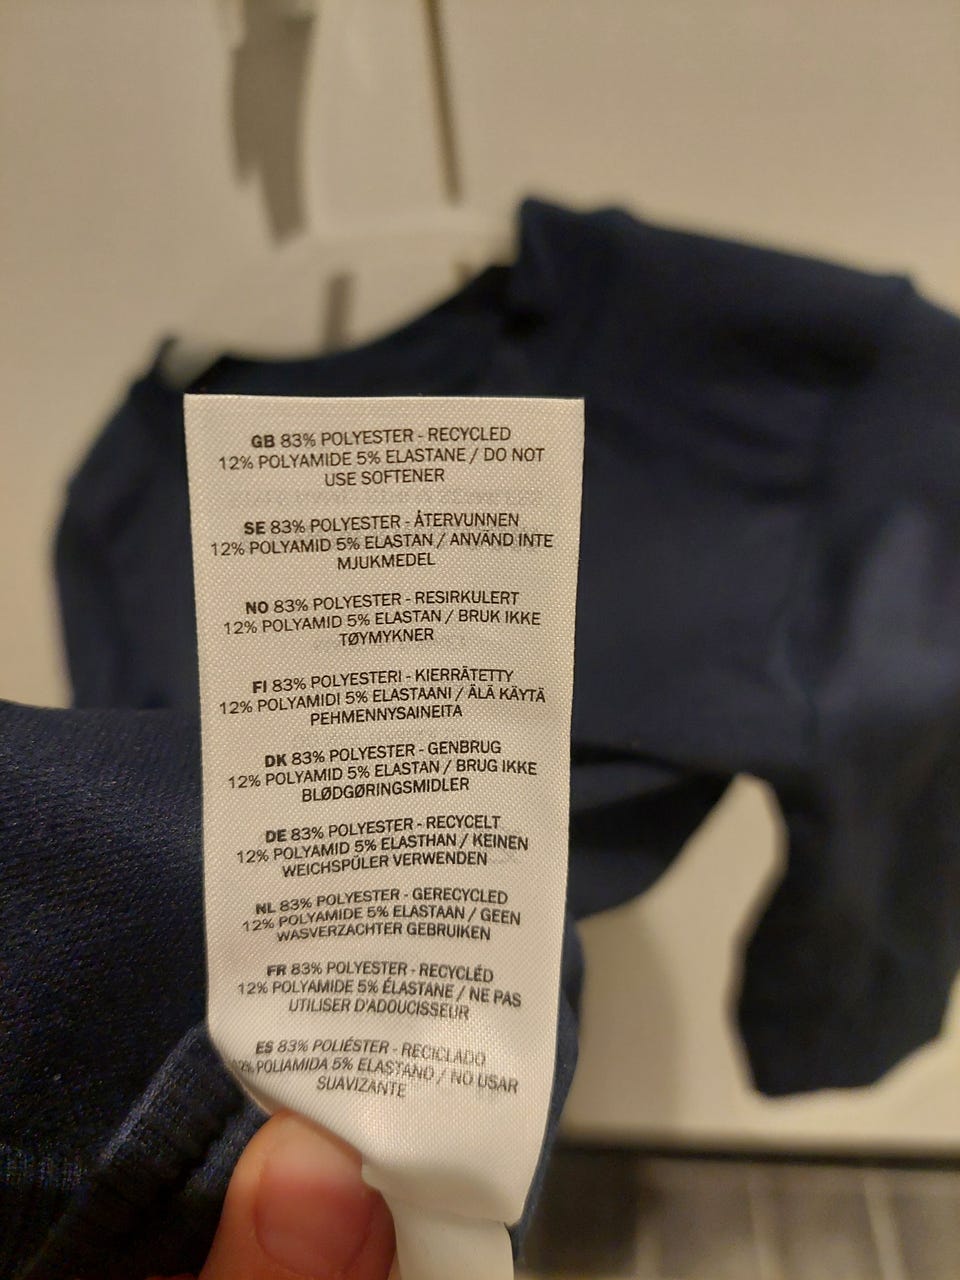 GB 83% POLYESTER - RECYCLED
12% POLYAMIDE 5% ELASTANE / DO NOT
USE SOFTENER
SE 83% POLYESTER - ÅTERVUNNEN
12% POLYAMID 5% ELASTAN / ANVÄND INTE
MJUKMEDEL
NO 83% POLYESTER - RESIRKULERT
12% POLYAMID 5% ELASTAN / BRUK IKKE
TØYMYKNER
FI 83% POLYESTERI - KIERRÄTETTY
12% POLYAMIDI 5% ELASTAANI / ÄLÄ KÄYTÄ
PEHMENNYSAINEITA
DK 83% POLYESTER - GENBRUG
12% POLYAMID 5% ELASTAN / BRUG IKKE
BLØDGØRINGSMIDLER
DE 83% POLYESTER - RECYCELT
12% POLYAMID 5% ELASTHAN / KEINEN
WEICHSPÜLER VERWENDEN
NL 83% POLYESTER - GERECYCLED
12% POLYAMIDE 5% ELASTAAN / GEEN
WASVERZACHTER GEBRUIKEN
FR 83% POLYESTER - RECYCLÉD
12% POLYAMIDE 5% ÉLASTANE / NE PAS
UTILISER D'ADOUCISSEUR
ES 83% POLIÉSTER - RECICLADO
12% POLIAMIDA 5% ELASTANO / NO USAR
SUAVIZANTE